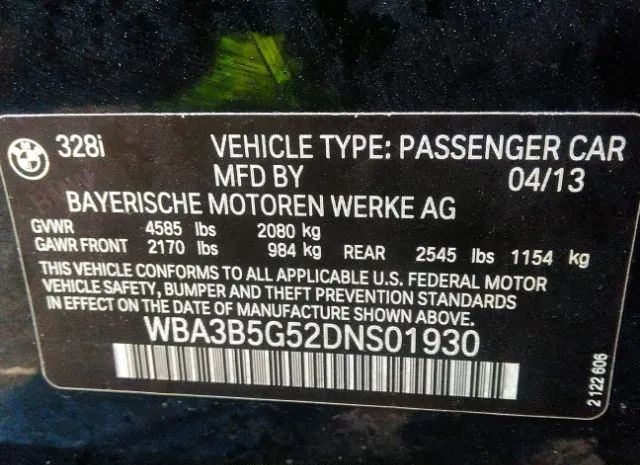 328i VEHICLE TYPE: PASSENGER CAR
MFD BY 04/13
BAYERISCHE MOTOREN WERKE AG
GVWR 4585 lbs 2080 kg
GAWR FRONT 2170 lbs 984 kg REAR 2545 lbs 1154 kg
THIS VEHICLE CONFORMS TO ALL APPLICABLE U.S. FEDERAL MOTOR
VEHICLE SAFETY, BUMPER AND THEFT PREVENTION STANDARDS
IN EFFECT ON THE DATE OF MANUFACTURE SHOWN ABOVE.
WBA3B5G52DNS01930
2 122 606